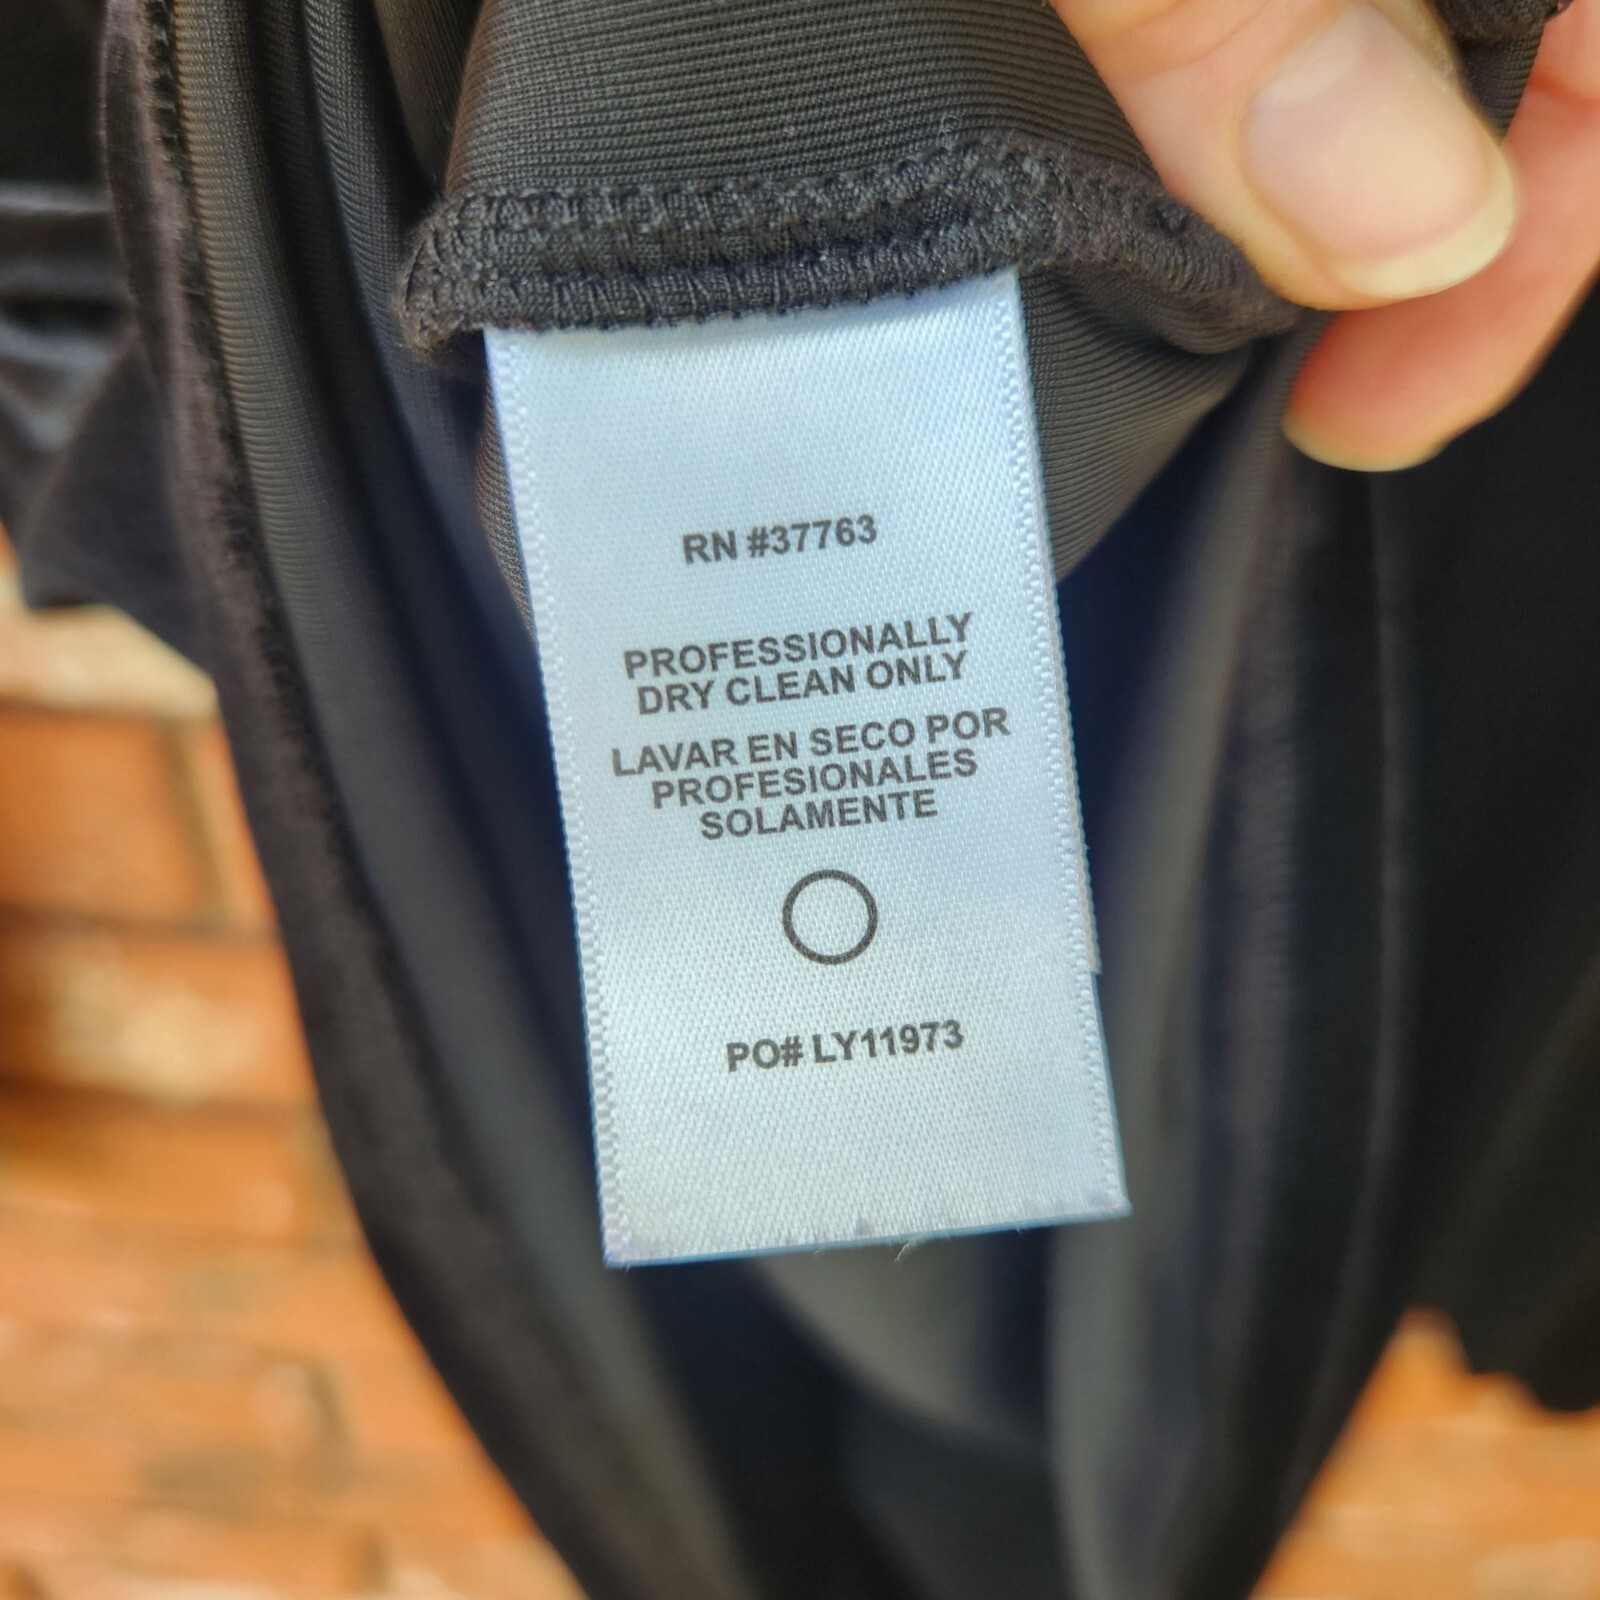 RN #37763
PROFESSIONALLY
DRY CLEAN ONLY
LAVAR EN SECO POR
PROFESIONALES
SOLAMENTE
PO# LY11973